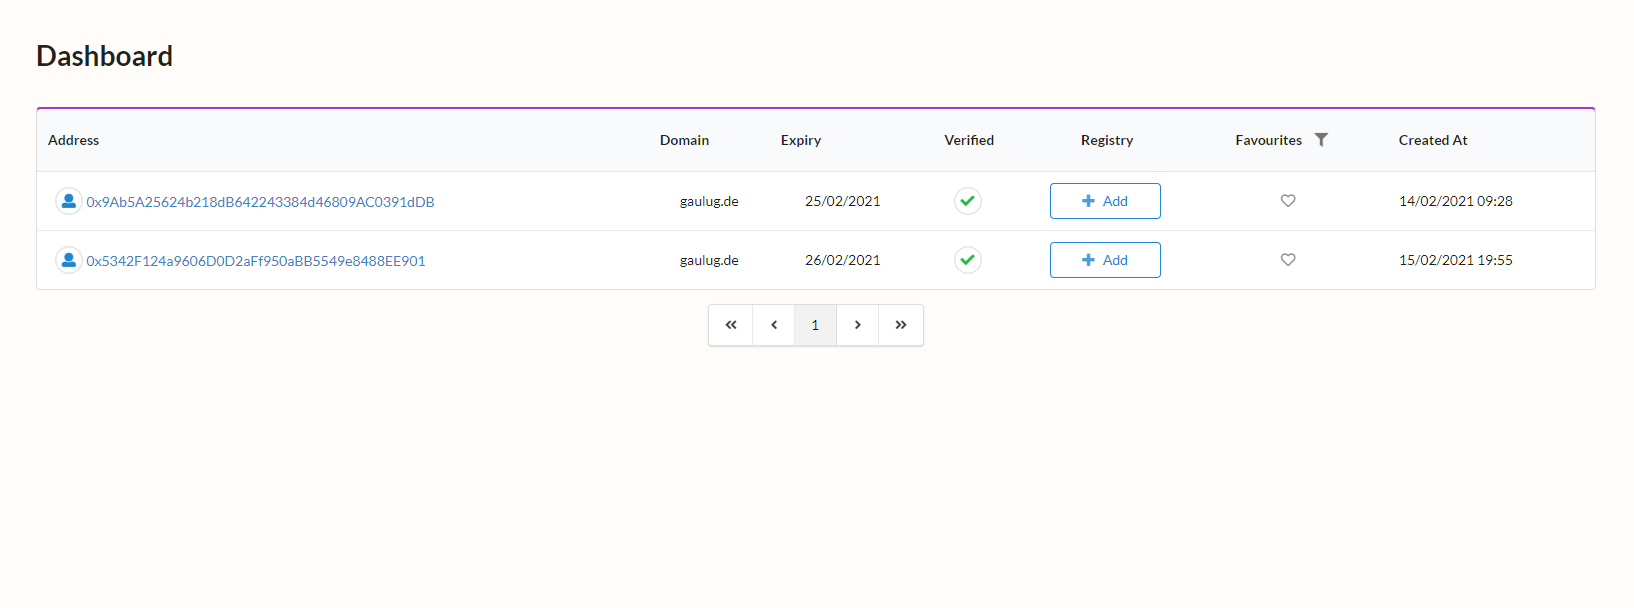 Dashboard
Address Domain Expiry Verified Registry Favourites Created At
0x9Ab5A25624b218dB642243384d46809AC0391dDB gaulug.de 25/02/2021 Add 14/02/2021 09:28
0x5342F124a9606D0D2aFf950aBB5549e8488EE901 gaulug.de 26/02/2021 Add 15/02/2021 19:55
« ‹ 1 › »